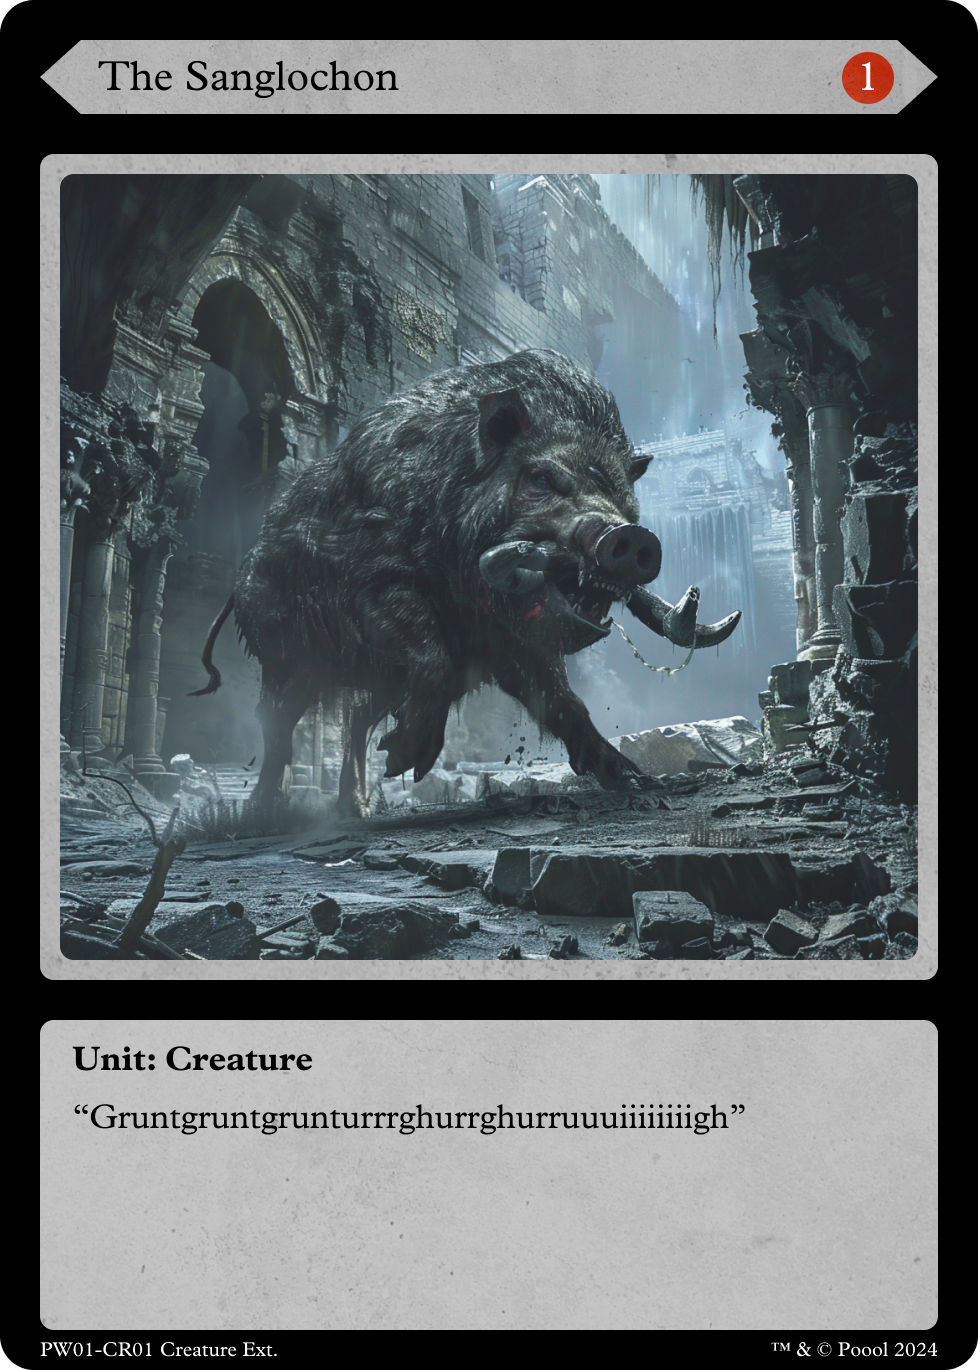 The Sanglochon
1
Unit: Creature
“Gruntgruntgrunturrrghurrghurruuuiiiiiiiigh”
PW01-CR01 Creature Ext.
™ & © Poool 2024